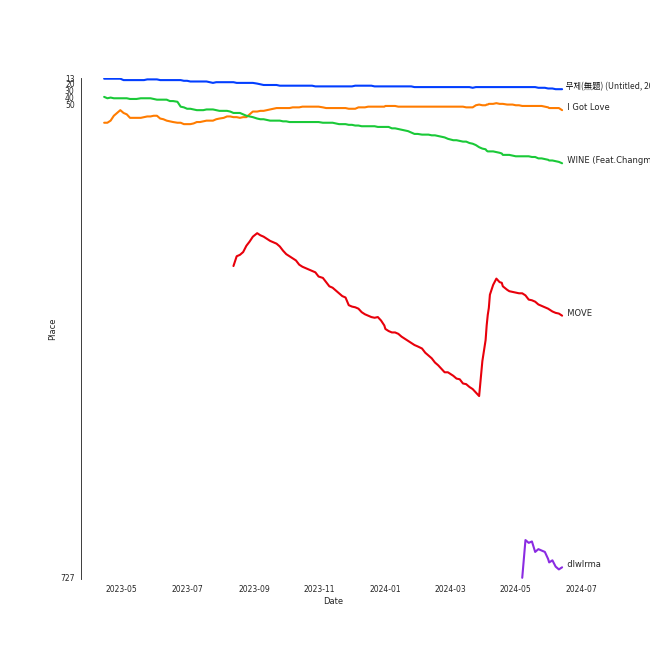 13
20
30
40
50
727
Place
2023-05
2023-07
2023-09
2023-11
2024-01
2024-03
2024-05
2024-07
Date
무제(無題) (Untitled, 20
I Got Love
WINE (Feat.Changm
MOVE
dlwlrma